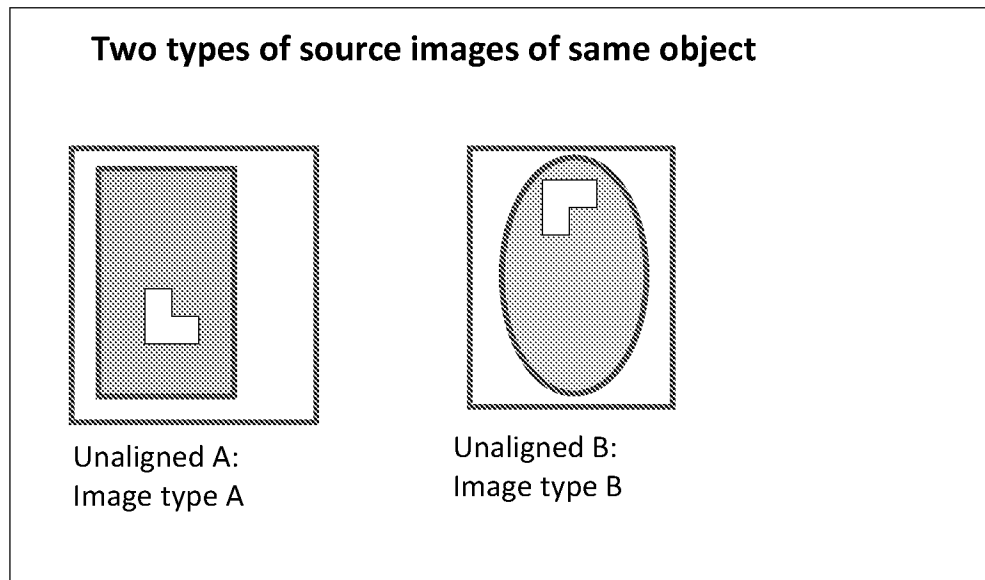 Two types of source images of same object
Unaligned A:
Image type A
Unaligned B:
Image type B